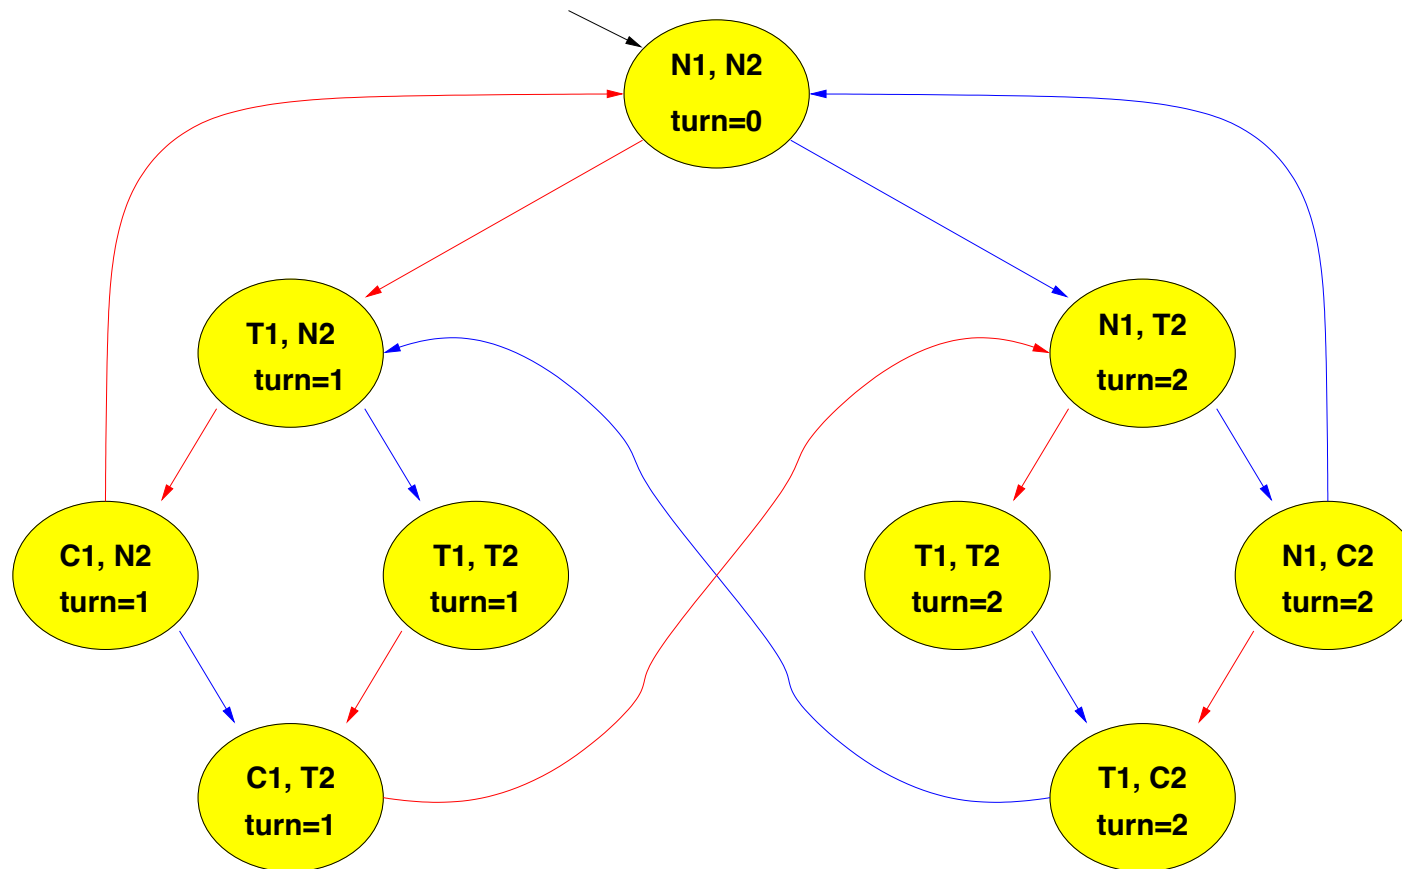 N1, N2
turn=0
T1, N2
turn=1
N1, T2
turn=2
C1, N2
turn=1
T1, T2
turn=1
T1, T2
turn=2
N1, C2
turn=2
C1, T2
turn=1
T1, C2
turn=2